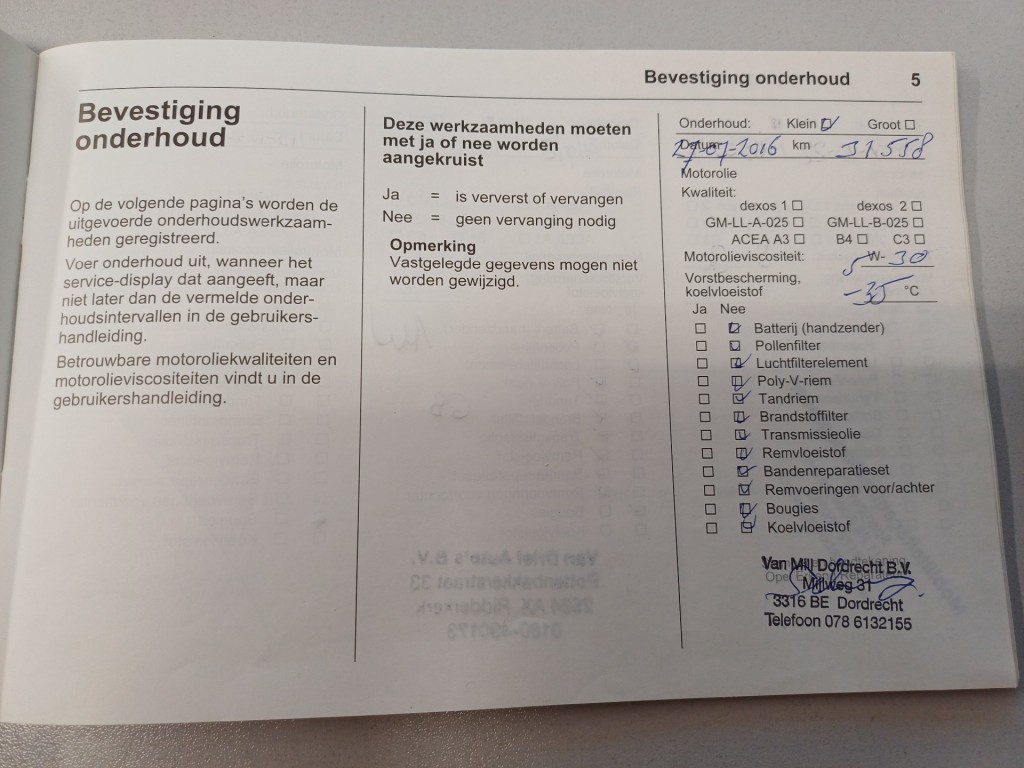 Bevestiging onderhoud 5
Bevestiging
onderhoud
Op de volgende pagina's worden de
uitgevoerde onderhoudswerkzaam-
heden geregistreerd.
Voer onderhoud uit, wanneer het
service-display dat aangeeft, maar
niet later dan de vermelde onder-
houdsintervallen in de gebruikers-
handleiding.
Betrouwbare motoroliekwaliteiten en
motorolieviscositeiten vindt u in de
gebruikershandleiding.
Deze werkzaamheden moeten
met ja of nee worden
aangekruist
Ja = is ververst of vervangen
Nee = geen vervanging nodig
Opmerking
Vastgelegde gegevens mogen niet
worden gewijzigd.
Onderhoud: Klein ☑ Groot ☐
Datum 27-07-2016 km 31.558
Motorolie
Kwaliteit:
dexos 1 ☐ dexos 2 ☐
GM-LL-A-025 ☐ GM-LL-B-025 ☐
ACEA A3 ☐ B4 ☐ C3 ☐
Motorolieviscositeit: 5 W- 30
Vorstbescherming,
koelvloeistof -35 °C
Ja Nee
☐ ☑ Batterij (handzender)
☐ ☑ Pollenfilter
☐ ☑ Luchtfilterelement
☐ ☑ Poly-V-riem
☐ ☑ Tandriem
☐ ☑ Brandstoffilter
☐ ☑ Transmissieolie
☐ ☑ Remvloeistof
☐ ☑ Bandenreparatieset
☐ ☑ Remvoeringen voor/achter
☐ ☑ Bougies
☐ ☑ Koelvloeistof
Van Mill Dordrecht B.V.
Mijlweg 31
3316 BE Dordrecht
Telefoon 078 6132155